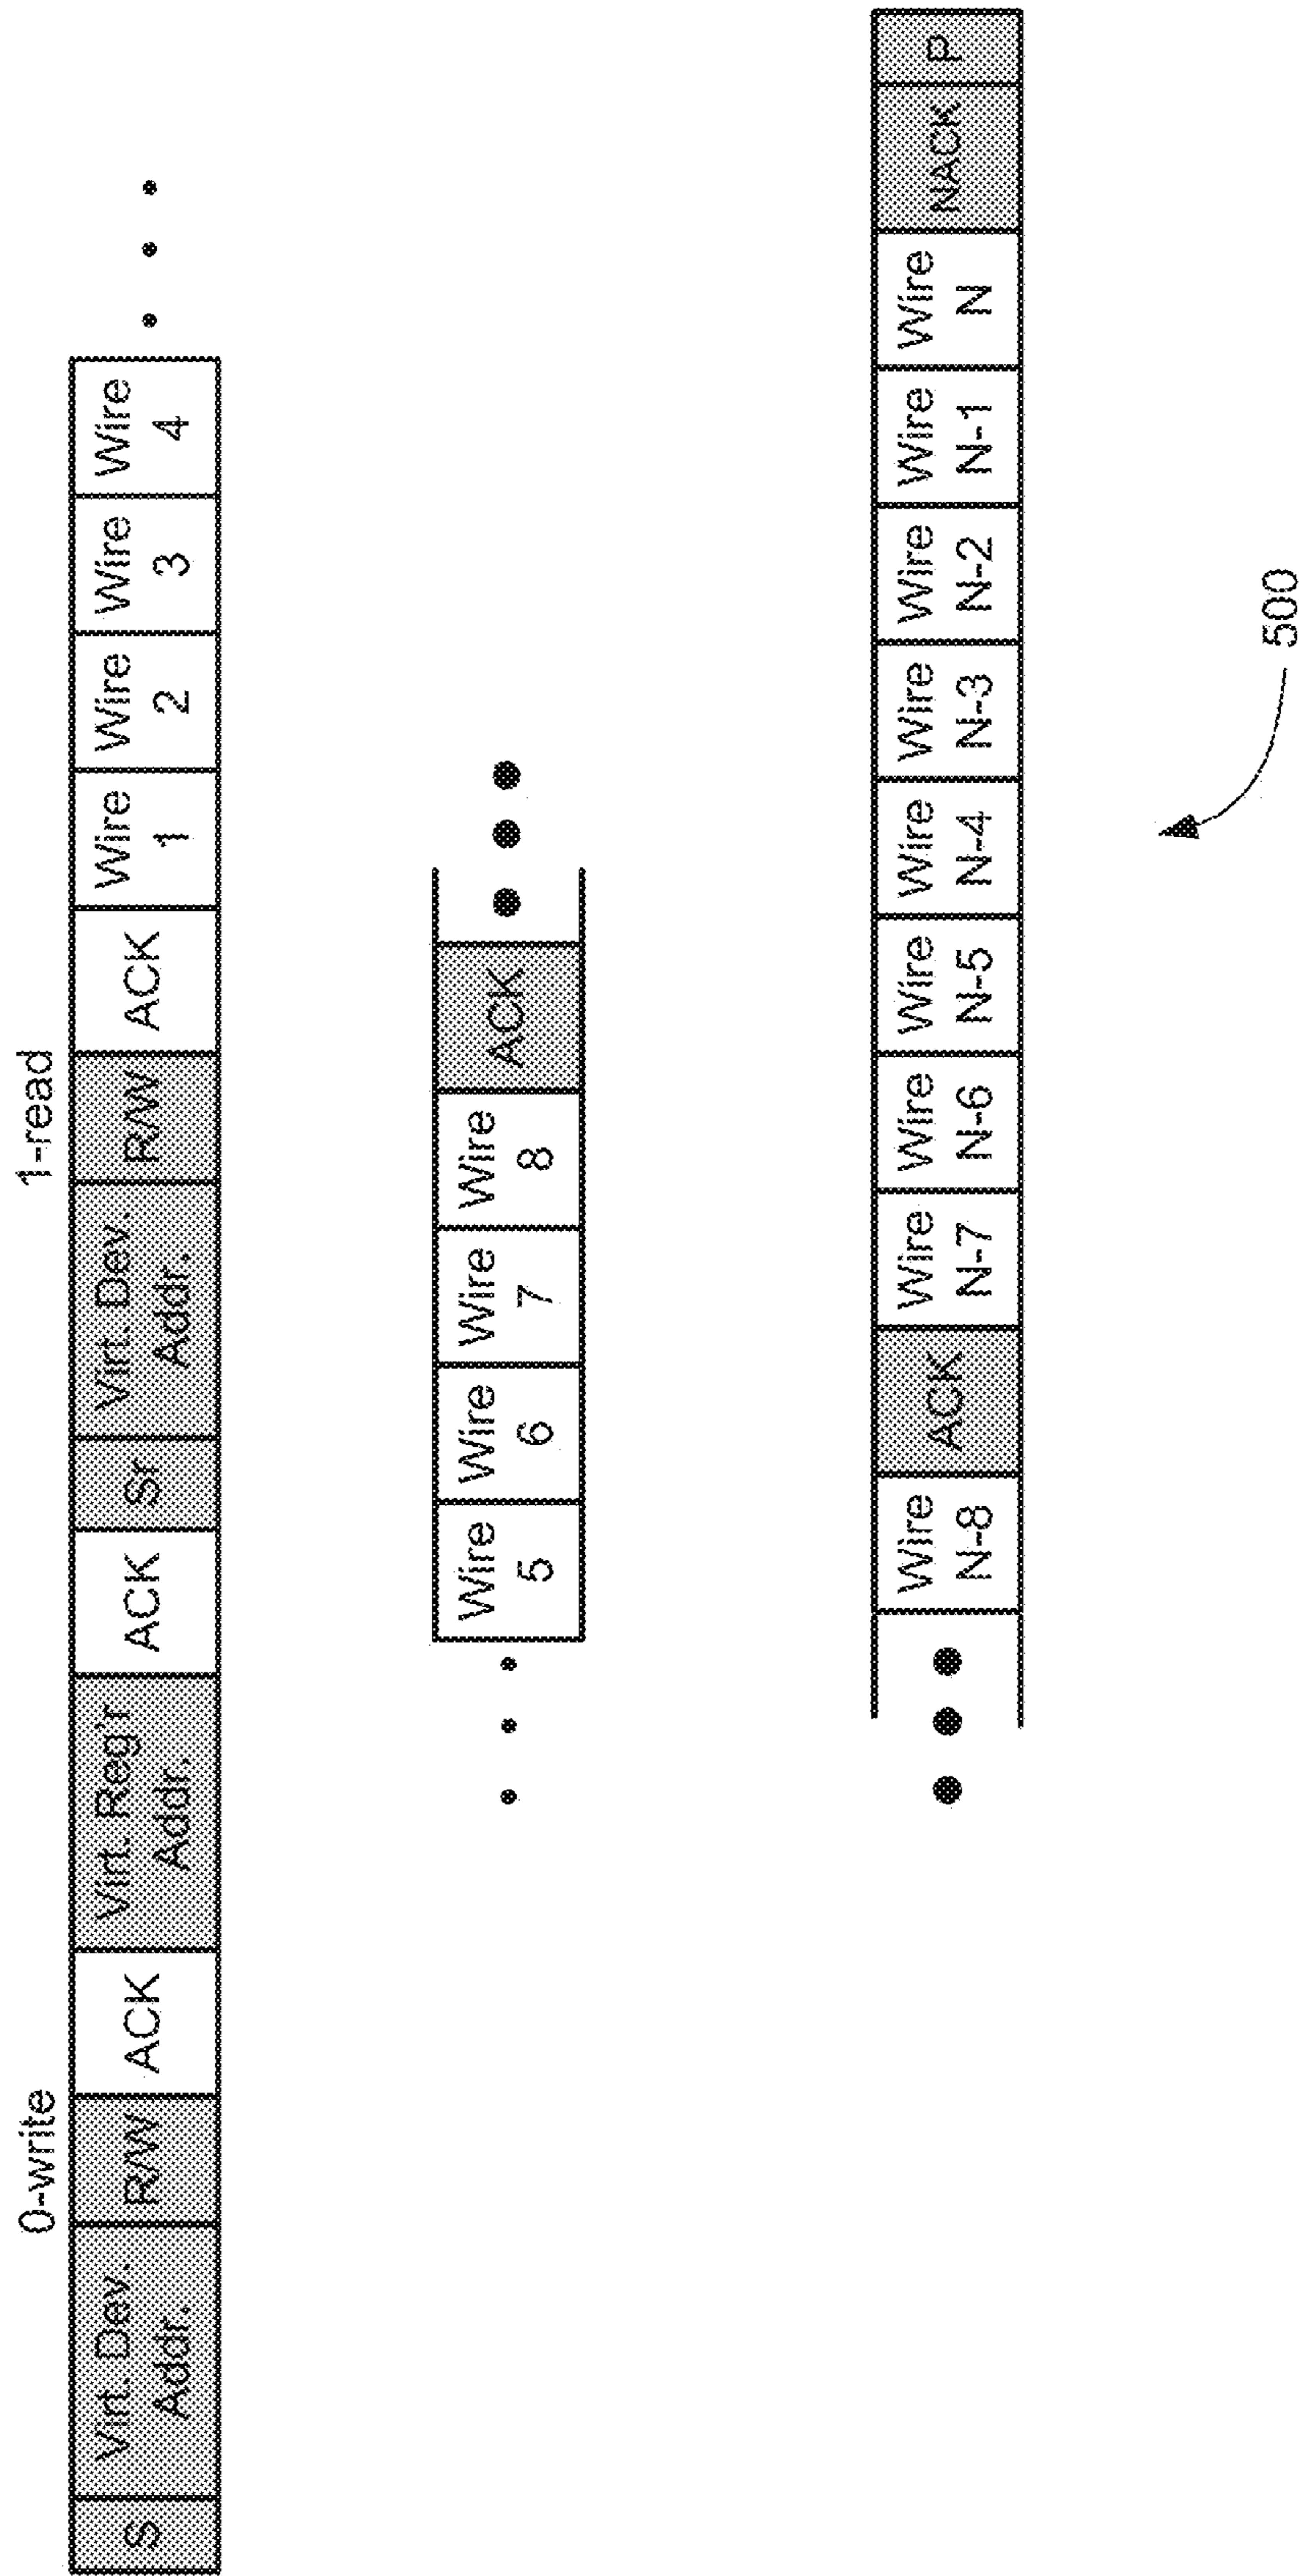 0-write
1-read
S
Virt. Dev.
Addr.
R/W
ACK
Virt. Reg'r
Addr.
ACK
Sr
Virt. Dev.
Addr.
R/W
ACK
Wire
1
Wire
2
Wire
3
Wire
4
Wire
5
Wire
6
Wire
7
Wire
8
ACK
Wire
N-8
ACK
Wire
N-7
Wire
N-6
Wire
N-5
Wire
N-4
Wire
N-3
Wire
N-2
Wire
N-1
Wire
N
NACK
P
500